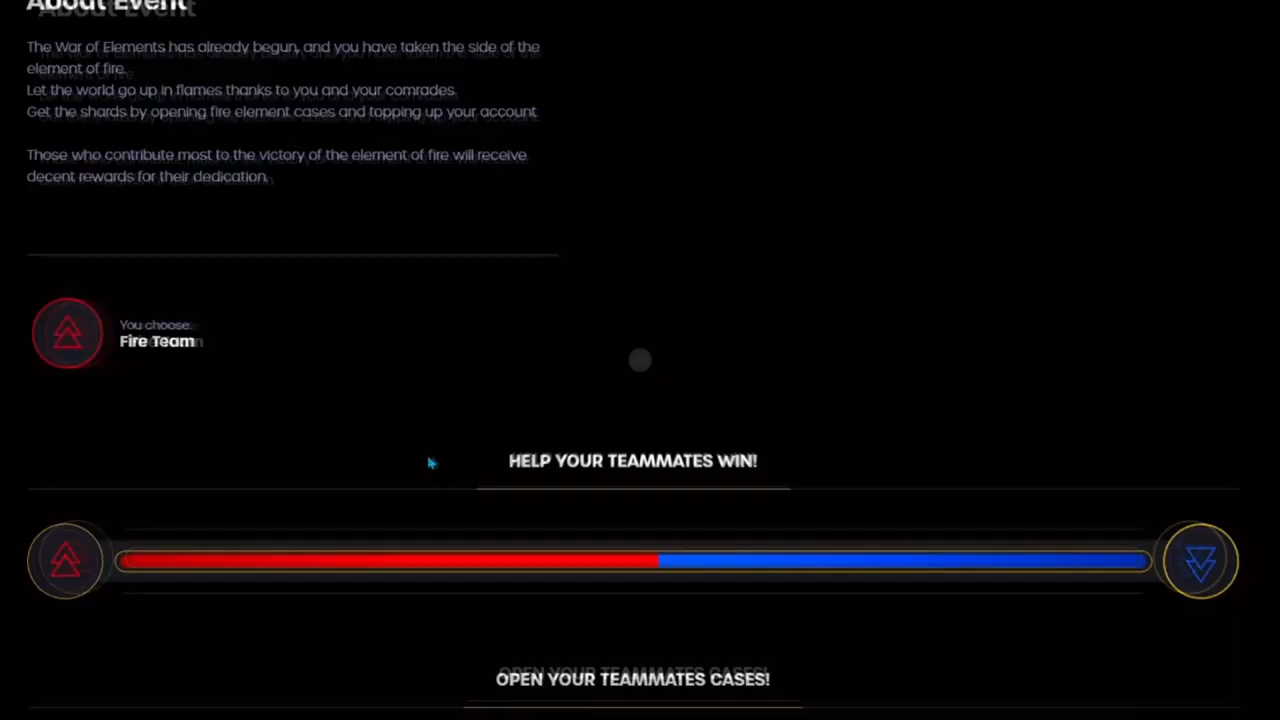 About Event
The War of Elements has already begun, and you have taken the side of the
element of fire.
Let the world go up in flames thanks to you and your comrades.
Get the shards by opening fire element cases and topping up your account.
Those who contribute most to the victory of the element of fire will receive
decent rewards for their dedication.
You choose:
Fire Team
HELP YOUR TEAMMATES WIN!
OPEN YOUR TEAMMATES CASES!